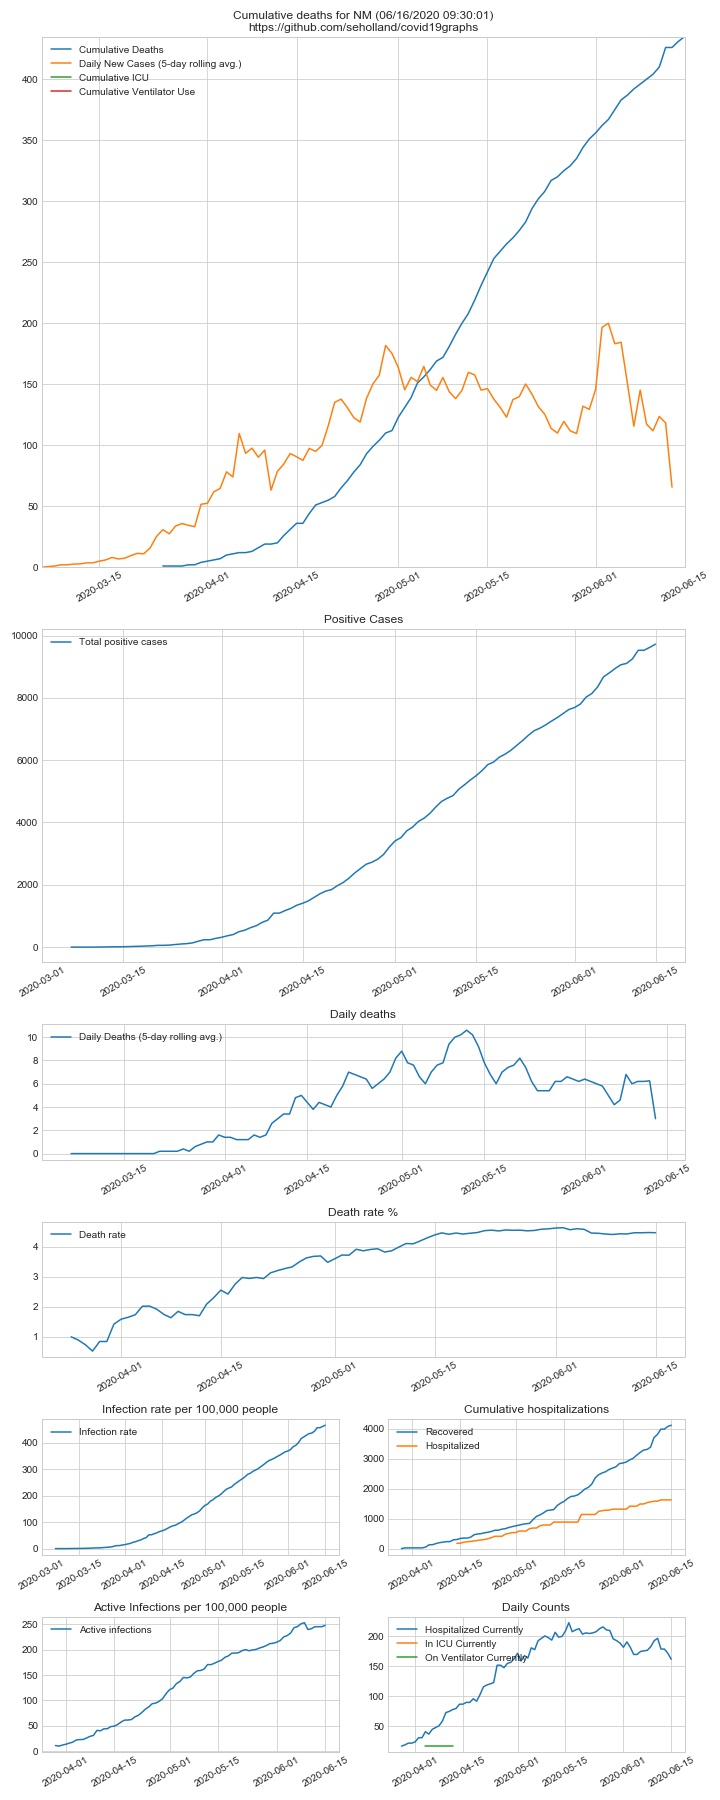 Cumulative deaths for NM (06/16/2020 09:30:01)
https://github.com/seholland/covid19graphs
Cumulative Deaths
Daily New Cases (5-day rolling avg.)
Cumulative ICU
Cumulative Ventilator Use
400
350
300
250
200
150
100
50
0
2020-03-15 2020-04-01 2020-04-15 2020-05-01 2020-05-15 2020-06-01 2020-06-15
Positive Cases
Total positive cases
10000
8000
6000
4000
2000
0
2020-03-01 2020-03-15 2020-04-01 2020-04-15 2020-05-01 2020-05-15 2020-06-01 2020-06-15
Daily deaths
Daily Deaths (5-day rolling avg.)
10
8
6
4
2
0
2020-03-15 2020-04-01 2020-04-15 2020-05-01 2020-05-15 2020-06-01 2020-06-15
Death rate %
Death rate
4
3
2
1
2020-04-01 2020-04-15 2020-05-01 2020-05-15 2020-06-01 2020-06-15
Infection rate per 100,000 people
Infection rate
400
300
200
100
0
2020-03-01 2020-03-15 2020-04-01 2020-04-15 2020-05-01 2020-05-15 2020-06-01 2020-06-15
Cumulative hospitalizations
Recovered
Hospitalized
4000
3000
2000
1000
0
2020-04-01 2020-04-15 2020-05-01 2020-05-15 2020-06-01 2020-06-15
Active Infections per 100,000 people
Active infections
250
200
150
100
50
0
2020-04-01 2020-04-15 2020-05-01 2020-05-15 2020-06-01 2020-06-15
Daily Counts
Hospitalized Currently
In ICU Currently
On Ventilator Currently
200
150
100
50
2020-04-01 2020-04-15 2020-05-01 2020-05-15 2020-06-01 2020-06-15